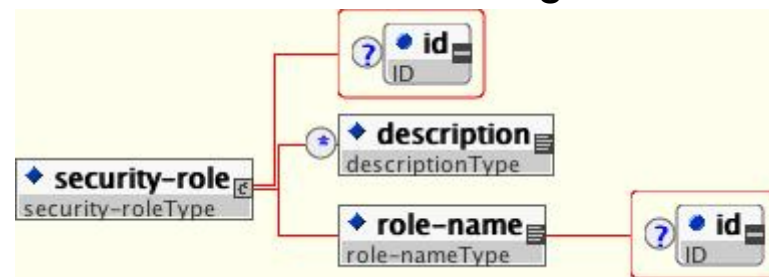 ? id
ID
* description
descriptionType
security-role c
security-roleType
role-name
role-nameType
? id
ID